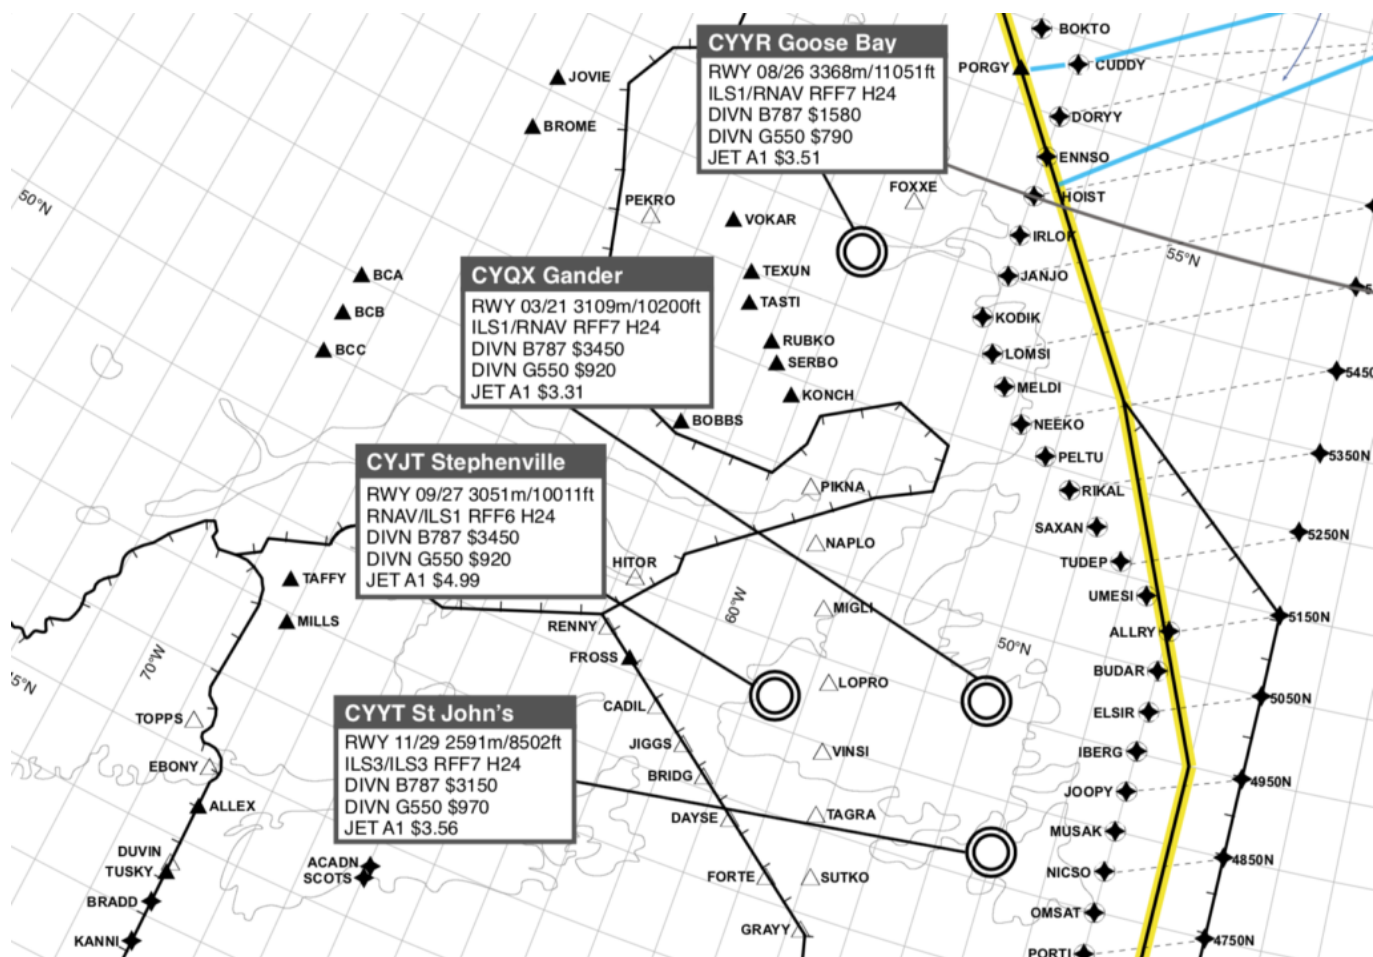 BOKTO
CYYR Goose Bay
RWY 08/26 3368m/11051ft
ILS1/RNAV RFF7 H24
DIVN B787 $1580
DIVN G550 $790
JET A1 $3.51
PORGY
CUDDY
JOVIE
DORYY
BROME
ENNSO
50°N
PEKRO
FOXXE
HOIST
VOKAR
IRLOK
55°N
BCA
CYQX Gander
RWY 03/21 3109m/10200ft
ILS1/RNAV RFF7 H24
DIVN B787 $3450
DIVN G550 $920
JET A1 $3.31
TEXUN
JANJO
TASTI
BCB
KODIK
RUBKO
BCC
LOMSI
SERBO
5450
MELDI
KONCH
BOBBS
NEEKO
CYJT Stephenville
RWY 09/27 3051m/10011ft
RNAV/ILS1 RFF6 H24
DIVN B787 $3450
DIVN G550 $920
JET A1 $4.99
PELTU
5350N
PIKNA
RIKAL
SAXAN
5250N
NAPLO
HITOR
TUDEP
TAFFY
UMESI
60°W
MIGLI
5150N
MILLS
RENNY
ALLRY
50°N
FROSS
70°W
BUDAR
5°N
LOPRO
5050N
CYYT St John's
RWY 11/29 2591m/8502ft
ILS3/ILS3 RFF7 H24
DIVN B787 $3150
DIVN G550 $970
JET A1 $3.56
CADIL
ELSIR
TOPPS
JIGGS
VINSI
IBERG
EBONY
BRIDG
4950N
JOOPY
ALLEX
DAYSE
TAGRA
MUSAK
DUVIN
4850N
ACADN
TUSKY
SCOTS
FORTE
SUTKO
NICSO
BRADD
OMSAT
GRAYY
KANNI
4750N
PORTI